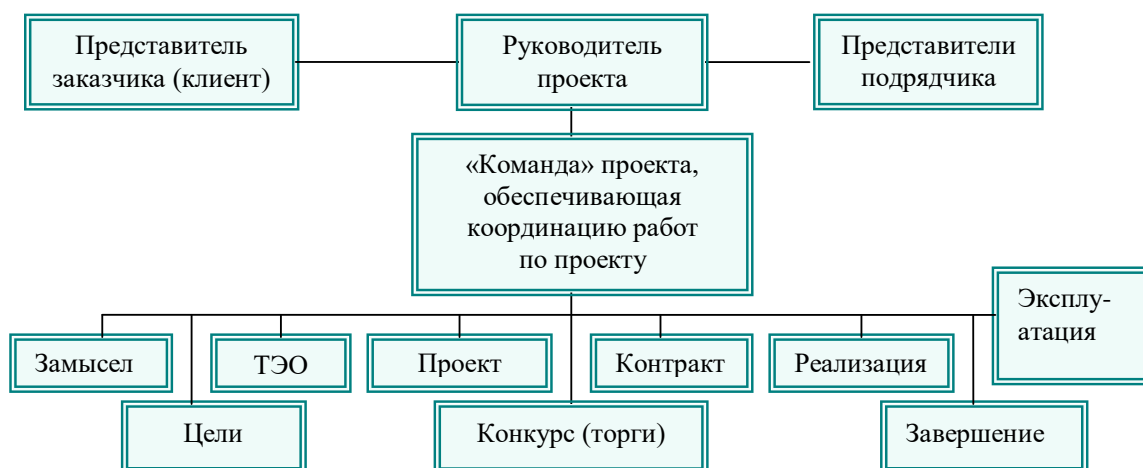 Представитель
заказчика (клиент)
Руководитель
проекта
Представители
подрядчика
«Команда» проекта,
обеспечивающая
координацию работ
по проекту
Эксплу-
атация
Замысел
ТЭО
Проект
Контракт
Реализация
Цели
Конкурс (торги)
Завершение